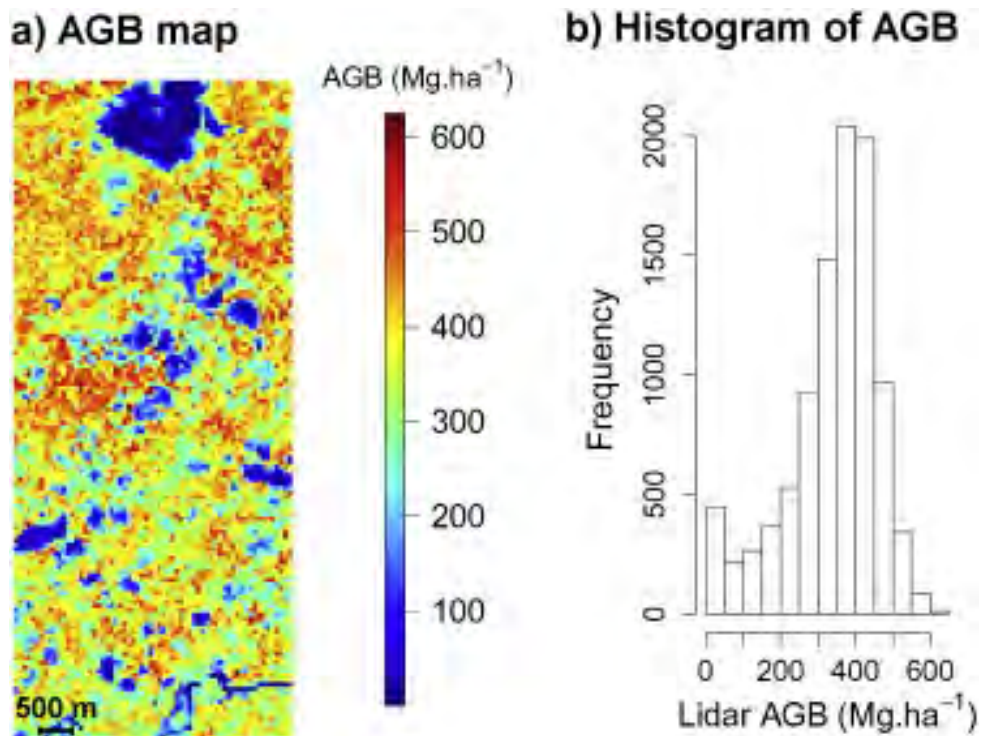 a) AGB map
AGB (Mg.ha⁻¹)
600
500
400
300
200
100
500 m
b) Histogram of AGB
Frequency
0
500
1000
1500
2000
0 200 400 600
Lidar AGB (Mg.ha⁻¹)